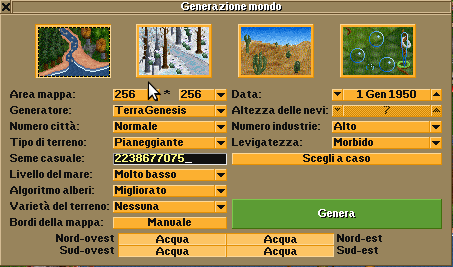 Generazione mondo
Area mappa: 256 * 256 Data: 1 Gen 1950
Generatore: TerraGenesis Altezza delle nevi: 7
Numero città: Normale Numero industrie: Alto
Tipo di terreno: Pianeggiante Levigatezza: Morbido
Seme casuale: 2238677075_ Scegli a caso
Livello del mare: Molto basso
Algoritmo alberi: Migliorato
Varietà del terreno: Nessuna Genera
Bordi della mappa: Manuale
Nord-ovest Acqua Acqua Nord-est
Sud-ovest Acqua Acqua Sud-est